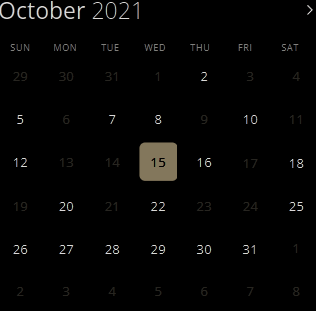 October 2021
SUN MON TUE WED THU FRI SAT
29 30 31 1 2 3 4
5 6 7 8 9 10 11
12 13 14 15 16 17 18
19 20 21 22 23 24 25
26 27 28 29 30 31 1
2 3 4 5 6 7 8